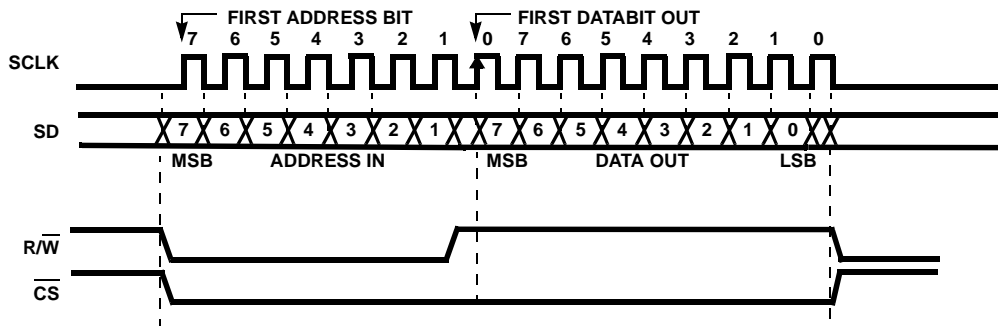 FIRST ADDRESS BIT FIRST DATABIT OUT
7 6 5 4 3 2 1 0 7 6 5 4 3 2 1 0
SCLK
SD 7 6 5 4 3 2 1 7 6 5 4 3 2 1 0
MSB ADDRESS IN MSB DATA OUT LSB
R/W̅
C̅S̅